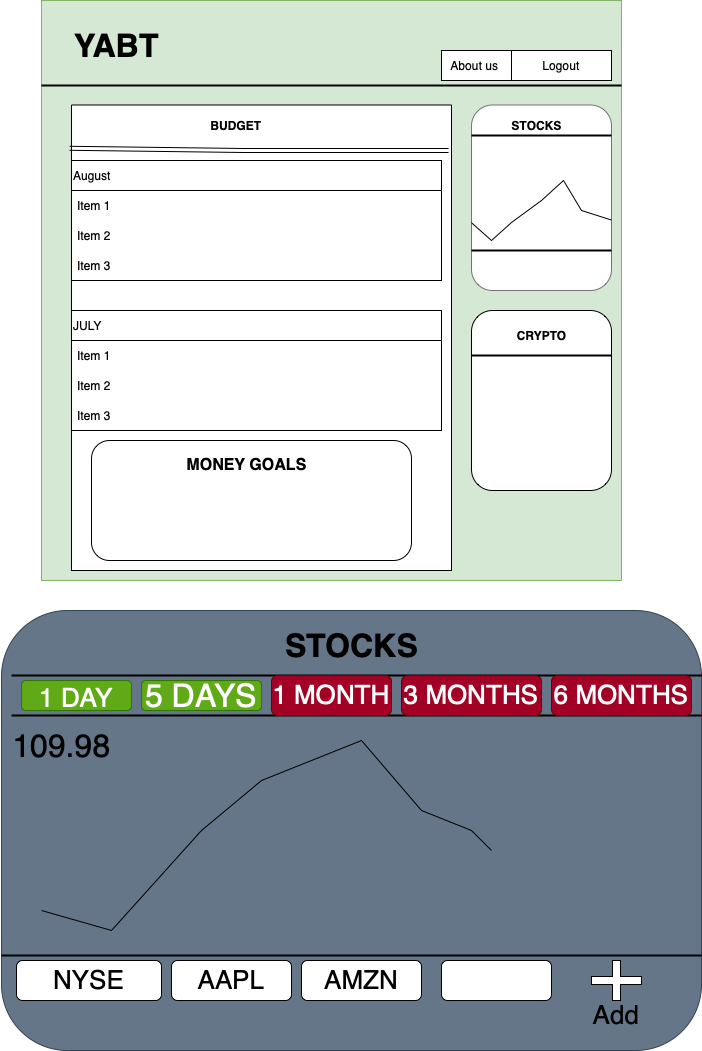 YABT
About us
Logout
BUDGET
August
Item 1
Item 2
Item 3
JULY
Item 1
Item 2
Item 3
MONEY GOALS
STOCKS
CRYPTO
STOCKS
1 DAY
5 DAYS
1 MONTH
3 MONTHS
6 MONTHS
109.98
NYSE
AAPL
AMZN
Add